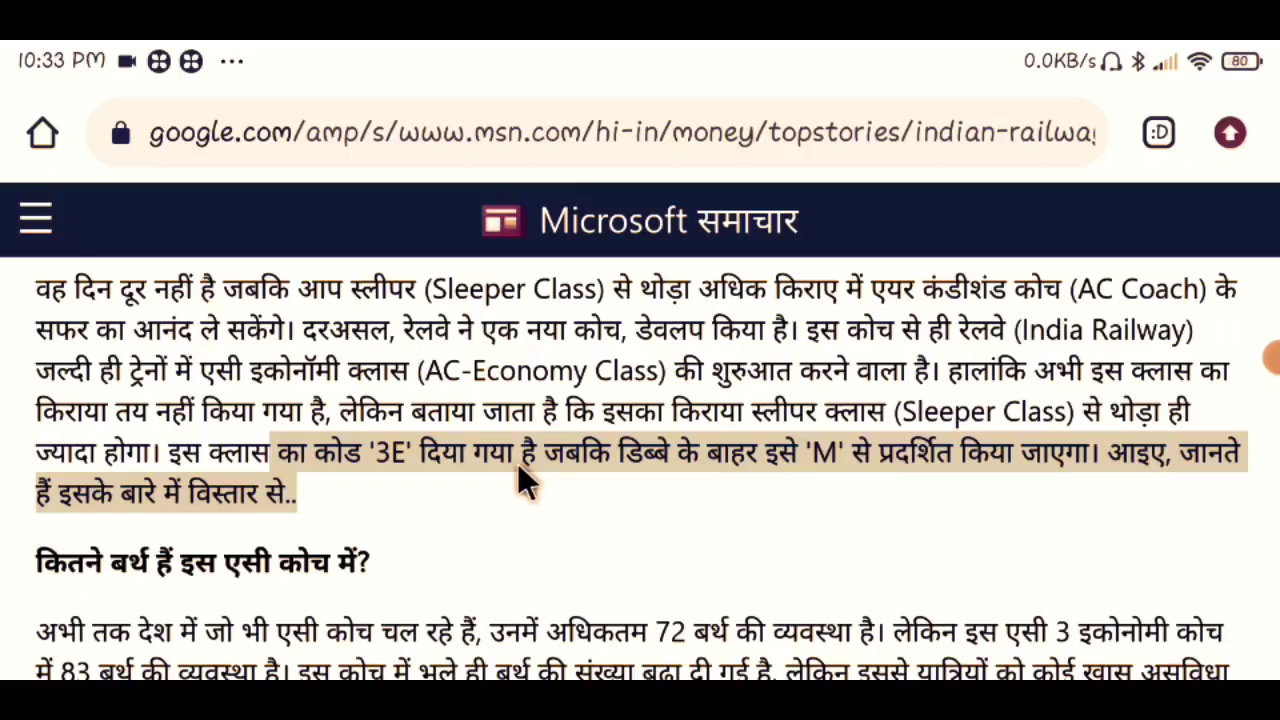 10:33 PM ... 0.0KB/s 80
google.com/amp/s/www.msn.com/hi-in/money/topstories/indian-railwa
:D
Microsoft समाचार
वह दिन दूर नहीं है जबकि आप स्लीपर (Sleeper Class) से थोड़ा अधिक किराए में एयर कंडीशंड कोच (AC Coach) के
सफर का आनंद ले सकेंगे। दरअसल, रेलवे ने एक नया कोच, डेवलप किया है। इस कोच से ही रेलवे (India Railway)
जल्दी ही ट्रेनों में एसी इकोनॉमी क्लास (AC-Economy Class) की शुरुआत करने वाला है। हालांकि अभी इस क्लास का
किराया तय नहीं किया गया है, लेकिन बताया जाता है कि इसका किराया स्लीपर क्लास (Sleeper Class) से थोड़ा ही
ज्यादा होगा। इस क्लास का कोड '3E' दिया गया है जबकि डिब्बे के बाहर इसे 'M' से प्रदर्शित किया जाएगा। आइए, जानते
हैं इसके बारे में विस्तार से..
कितने बर्थ हैं इस एसी कोच में?
अभी तक देश में जो भी एसी कोच चल रहे हैं, उनमें अधिकतम 72 बर्थ की व्यवस्था है। लेकिन इस एसी 3 इकोनोमी कोच
में 83 बर्थ की व्यवस्था है। इस कोच में भले ही बर्थ की संख्या बढ़ा दी गई है, लेकिन इससे यात्रियों को कोई खास असुविधा